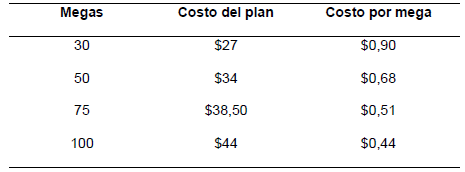 Megas Costo del plan Costo por mega
30 $27 $0,90
50 $34 $0,68
75 $38,50 $0,51
100 $44 $0,44